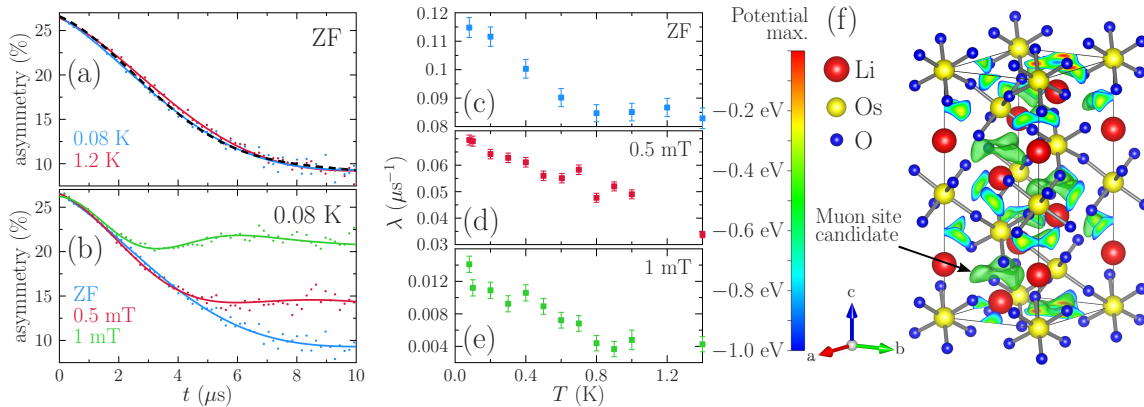 ZF
(a)
asymmetry (%)
25
20
15
10
0.08 K
1.2 K
0.08 K
(b)
asymmetry (%)
25
20
15
10
ZF
0.5 mT
1 mT
0
2
4
6
8
10
t (μs)
ZF
(c)
0.12
0.11
0.1
0.09
0.08
0.5 mT
(d)
0.06
0.05
0.04
0.03
λ (μs⁻¹)
1 mT
(e)
0.012
0.008
0.004
0.0
0.4
0.8
1.2
T (K)
Potential
max.
−0.2 eV
−0.4 eV
−0.6 eV
−0.8 eV
−1.0 eV
(f)
Li
Os
O
Muon site
candidate
c
a
b